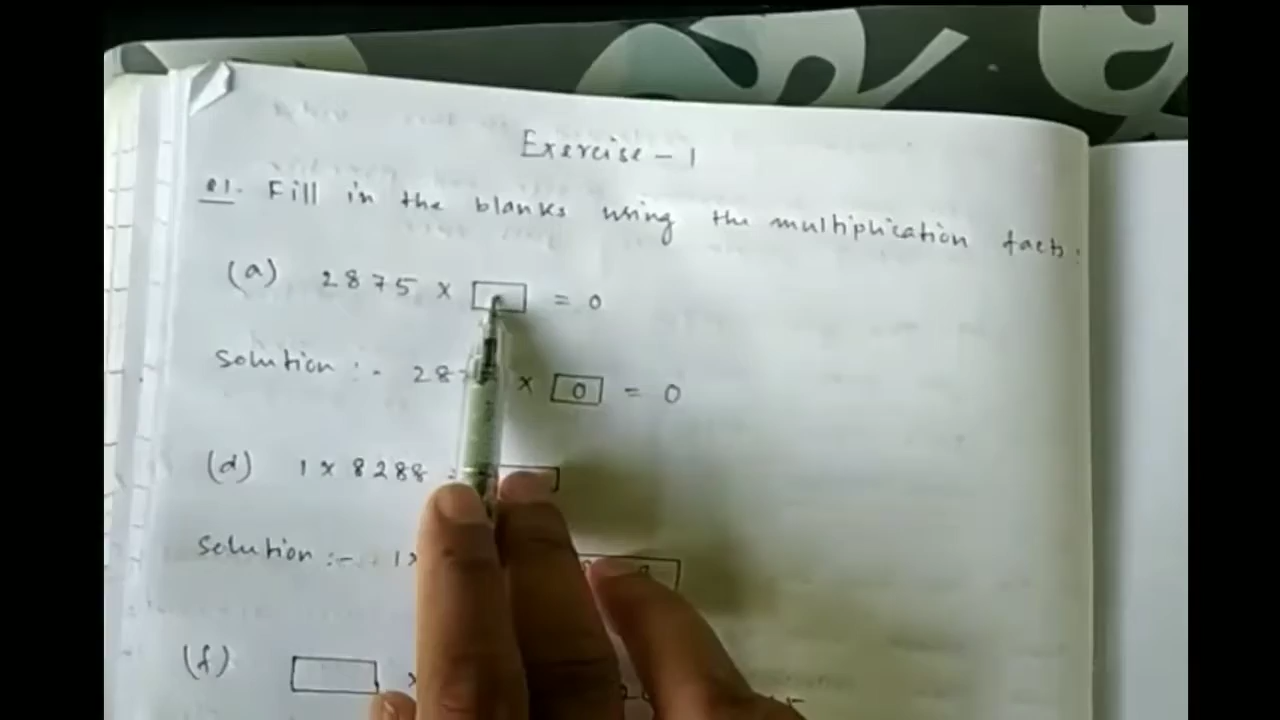 Exercise - 1
Q1. Fill in the blanks using the multiplication facts:
(a) 2875 × = 0
Solution :- 287 × 0 = 0
(d) 1 × 8288 =
Solution :- 1×
(f) ×